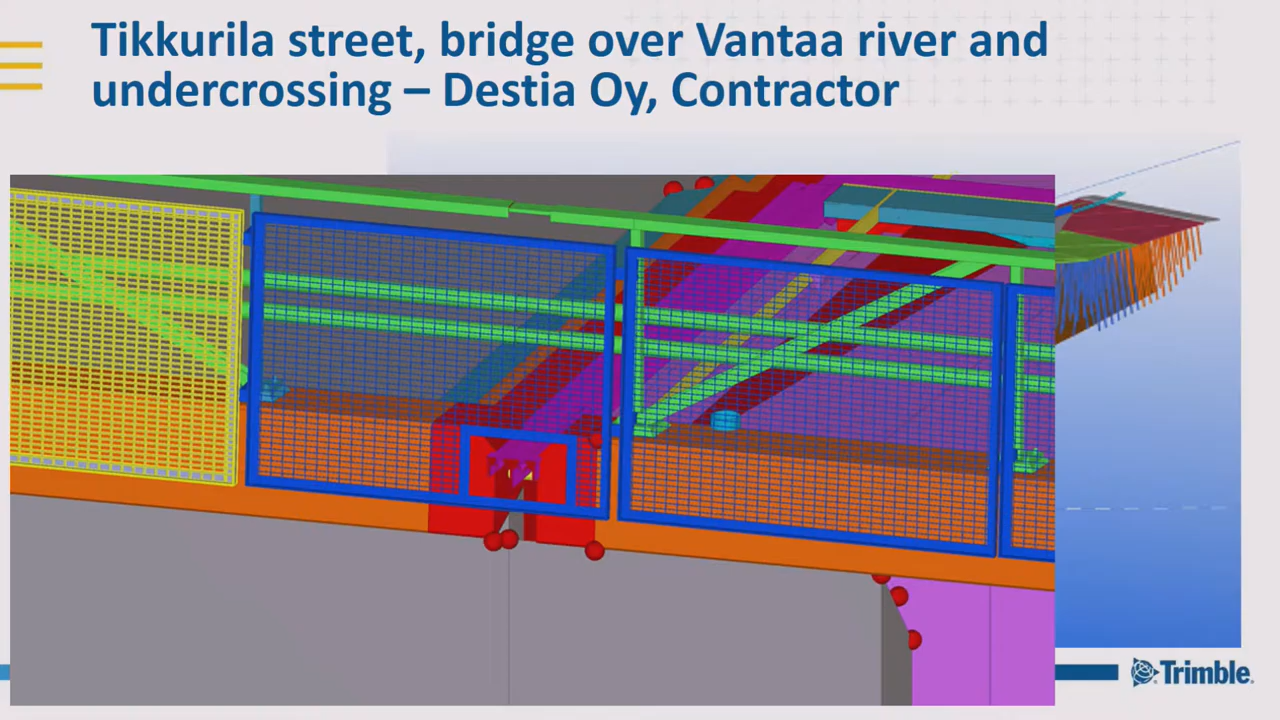 Tikkurila street, bridge over Vantaa river and
undercrossing – Destia Oy, Contractor
Trimble